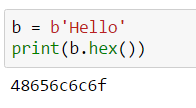 b = b'Hello'
print(b.hex())
48656c6c6f